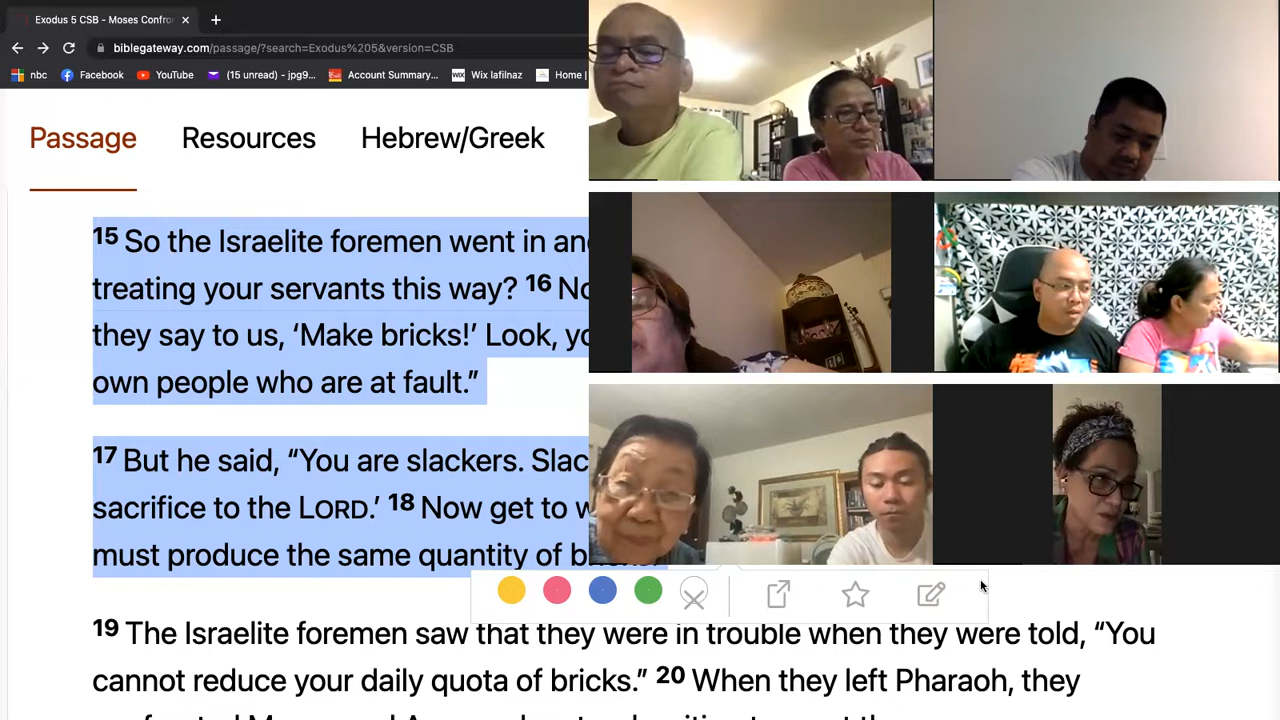 Exodus 5 CSB - Moses Confro
biblegateway.com/passage/?search=Exodus%205&version=CSB
nbc Facebook YouTube (15 unread) - jpg9... Account Summary... Wix lafilnaz Home |
Passage Resources Hebrew/Greek
15 So the Israelite foremen went in an
treating your servants this way? 16 No
they say to us, ‘Make bricks!’ Look, yo
own people who are at fault.”
17 But he said, “You are slackers. Slac
sacrifice to the LORD.’ 18 Now get to w
must produce the same quantity of bricks.”
19 The Israelite foremen saw that they were in trouble when they were told, “You
cannot reduce your daily quota of bricks.” 20 When they left Pharaoh, they